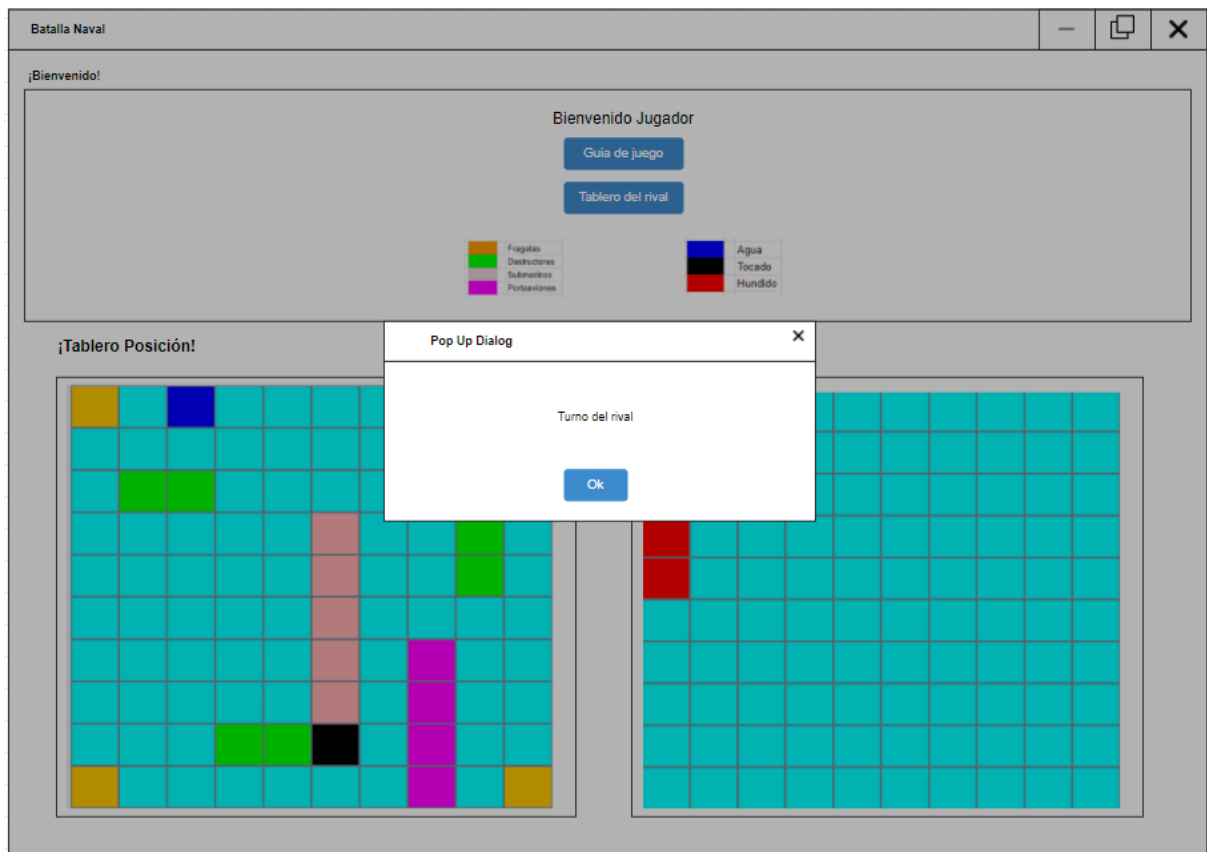 Batalla Naval
¡Bienvenido!
Bienvenido Jugador
Guia de juego
Tablero del rival
Fragatas
Destructores
Submarinos
Portaaviones
Agua
Tocado
Hundido
¡Tablero Posición!
Pop Up Dialog
Turno del rival
Ok